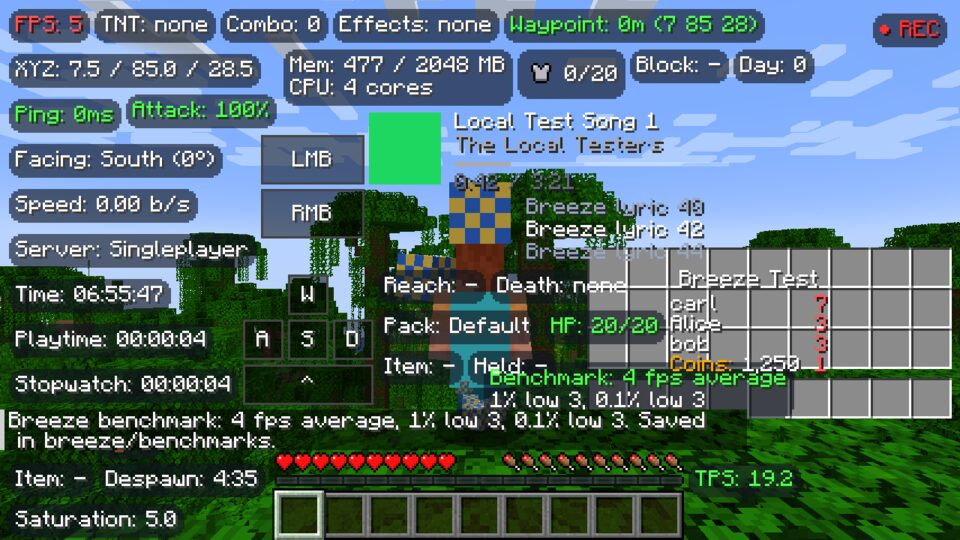 FPS: 5
TNT: none
Combo: 0
Effects: none
Waypoint: 0m (7 85 28)
● REC
XYZ: 7.5 / 85.0 / 28.5
Mem: 477 / 2048 MB
CPU: 4 cores
0/20
Block: -
Day: 0
Ping: 0ms
Attack: 100%
Local Test Song 1
The Local Testers
Facing: South (0°)
LMB
0:42 / 3:21
Speed: 0.00 b/s
RMB
Breeze lyric 40
Breeze lyric 42
Breeze lyric 44
Server: Singleplayer
Breeze Test
Time: 06:55:47
W
Reach: -
Death: none
carl 7
Alice 3
bob 3
Coins: 1,250 1
Playtime: 00:00:04
A
S
D
Pack: Default
HP: 20/20
Item: -
Held: -
Stopwatch: 00:00:04
^
Benchmark: 4 fps average
1% low 3, 0.1% low 3
Breeze benchmark: 4 fps average, 1% low 3, 0.1% low 3. Saved
in breeze/benchmarks.
Item: -
Despawn: 4:35
TPS: 19.2
Saturation: 5.0